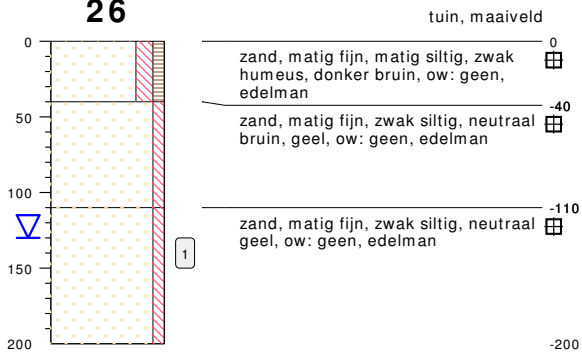 26
tuin, maaiveld
0
0
zand, matig fijn, matig siltig, zwak
humeus, donker bruin, ow: geen,
edelman
-40
50
zand, matig fijn, zwak siltig, neutraal
bruin, geel, ow: geen, edelman
100
-110
zand, matig fijn, zwak siltig, neutraal
geel, ow: geen, edelman
1
150
200
-200